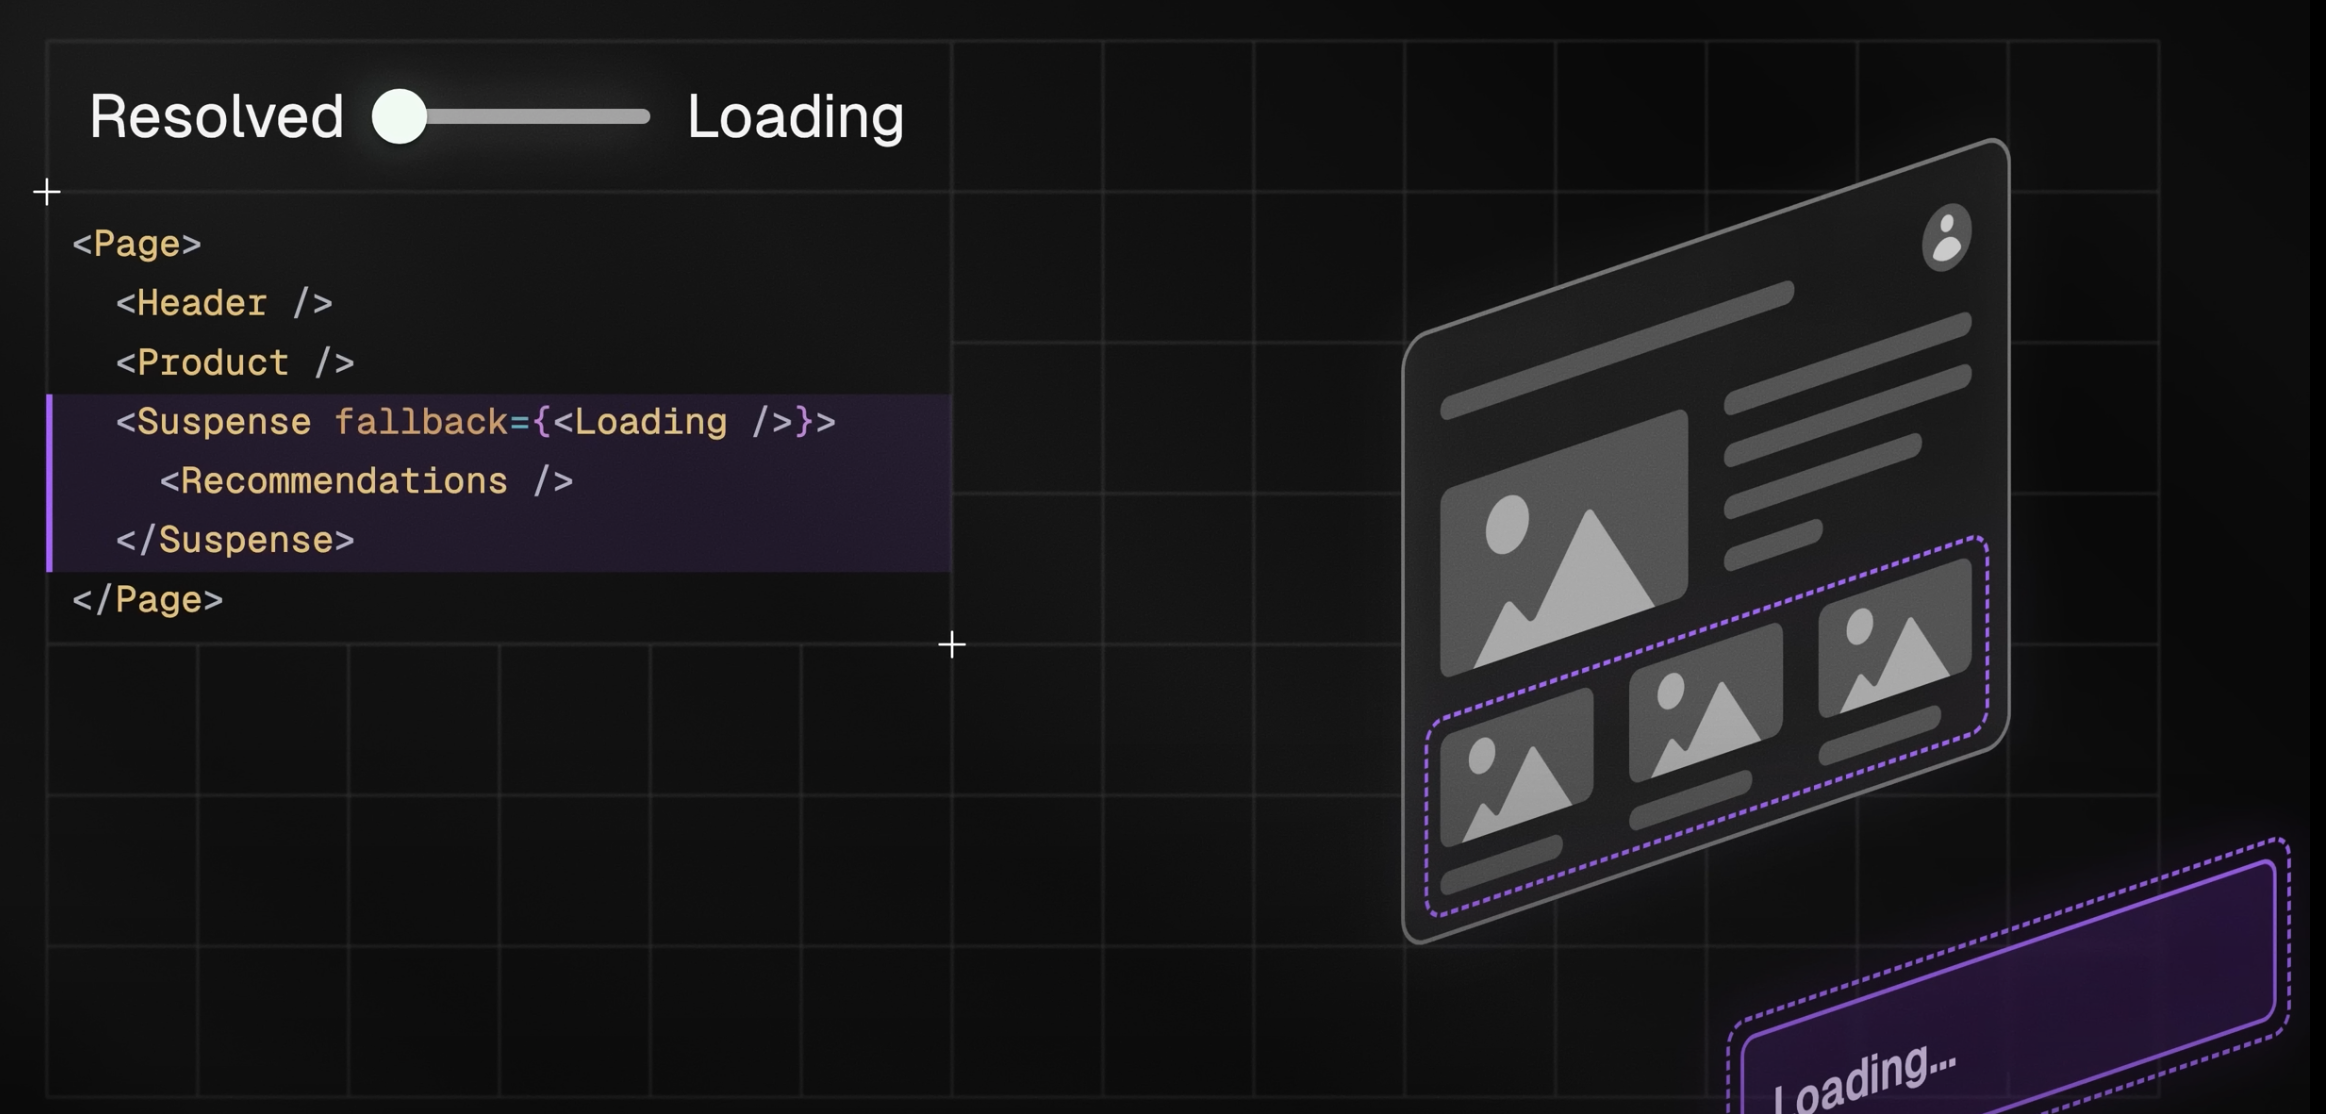 Resolved Loading
<Page>
  <Header />
  <Product />
  <Suspense fallback={<Loading />}>
    <Recommendations />
  </Suspense>
</Page>
Loading...